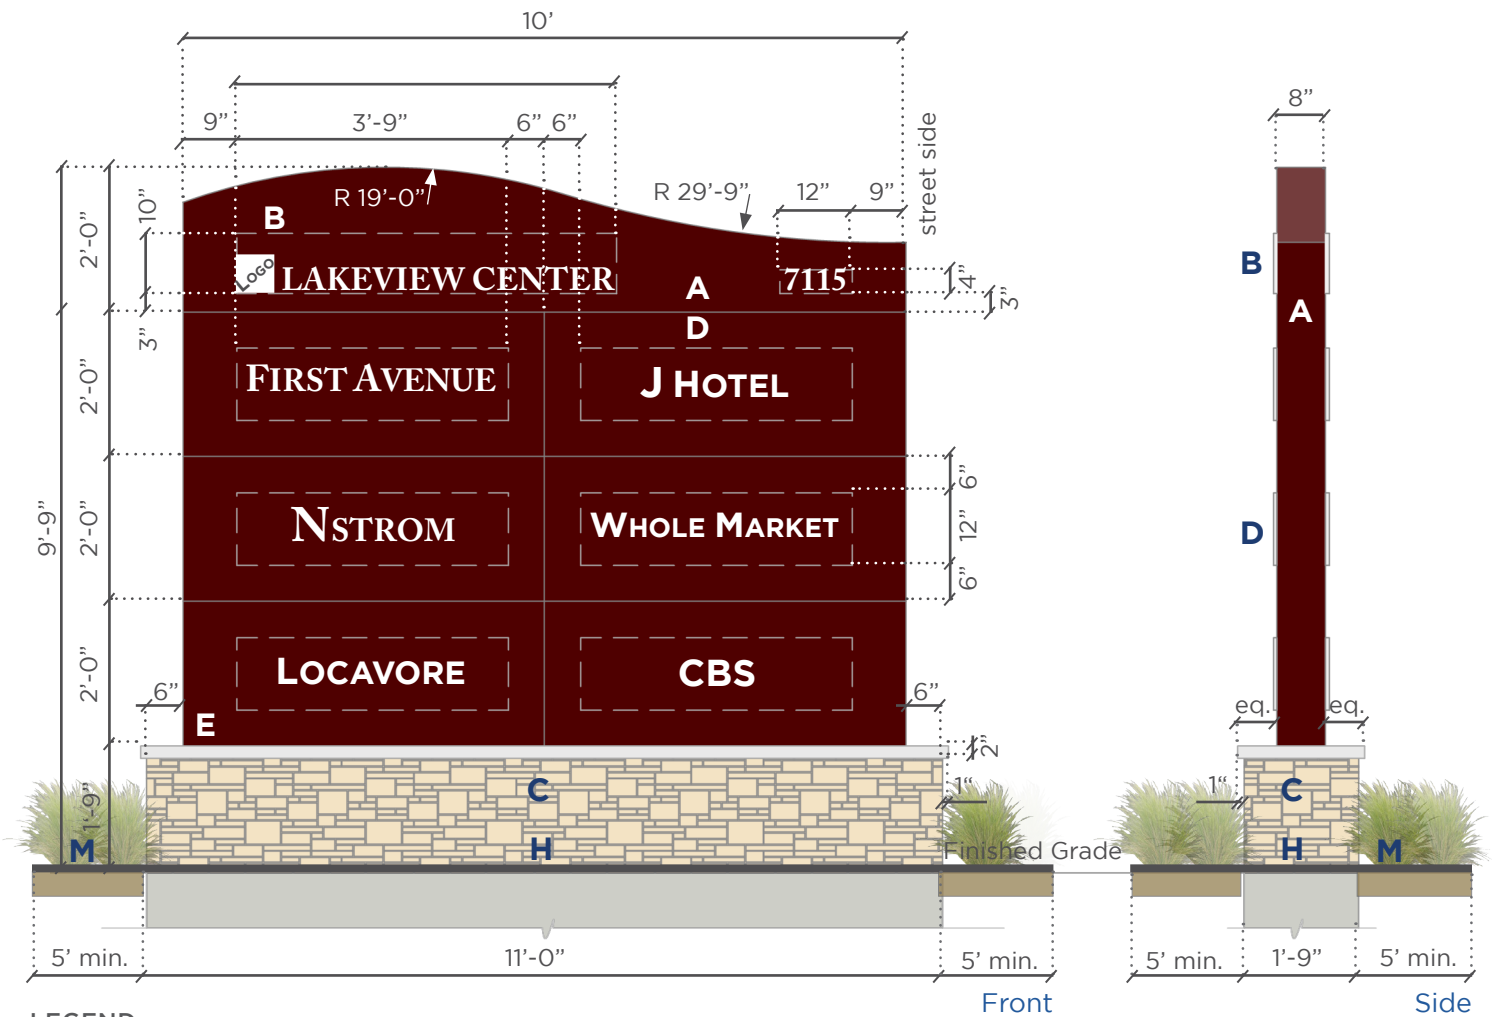 10’
8”
9” 3’-9” 6” 6”
street side
R 19’-0” R 29’-9” 12” 9”
2’-0” 10”
B
LOGO LAKEVIEW CENTER 7115
A
4”
3”
B
A
3”
D
2’-0”
FIRST AVENUE J HOTEL
9’-9”
2’-0”
NSTROM WHOLE MARKET
6”
12”
6”
D
2’-0”
LOCAVORE CBS
6” 6”
E
eq. eq.
2”
1’-9”
C
1“
1“
C
M H Finished Grade H M
5’ min. 11’-0” 5’ min. 5’ min. 1’-9” 5’ min.
Front Side
LEGEND